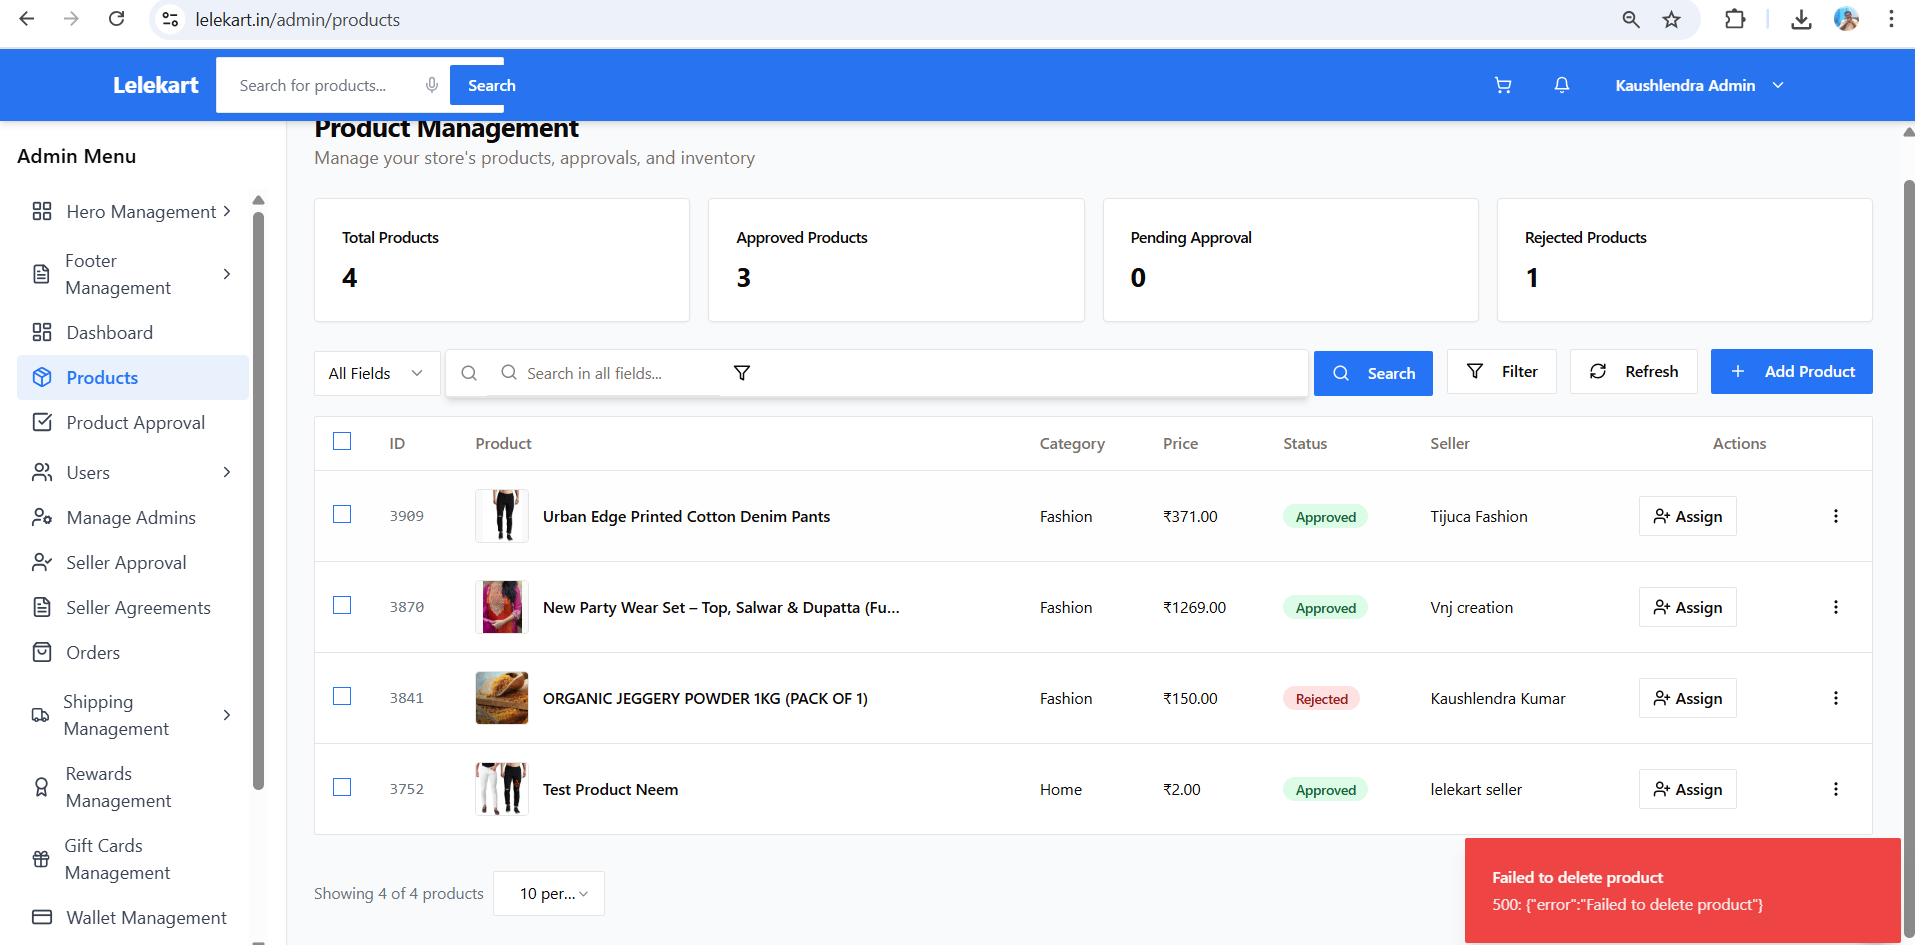 lelekart.in/admin/products
Lelekart
Search for products...
Search
Kaushlendra Admin
Admin Menu
Hero Management
Footer
Management
Dashboard
Products
Product Approval
Users
Manage Admins
Seller Approval
Seller Agreements
Orders
Shipping
Management
Rewards
Management
Gift Cards
Management
Wallet Management
Product Management
Manage your store's products, approvals, and inventory
Total Products
4
Approved Products
3
Pending Approval
0
Rejected Products
1
All Fields
Search in all fields...
Search
Filter
Refresh
Add Product
ID Product Category Price Status Seller Actions
3909 Urban Edge Printed Cotton Denim Pants Fashion ₹371.00 Approved Tijuca Fashion Assign
3870 New Party Wear Set – Top, Salwar & Dupatta (Fu... Fashion ₹1269.00 Approved Vnj creation Assign
3841 ORGANIC JEGGERY POWDER 1KG (PACK OF 1) Fashion ₹150.00 Rejected Kaushlendra Kumar Assign
3752 Test Product Neem Home ₹2.00 Approved lelekart seller Assign
Showing 4 of 4 products
10 per...
Failed to delete product
500: {"error":"Failed to delete product"}